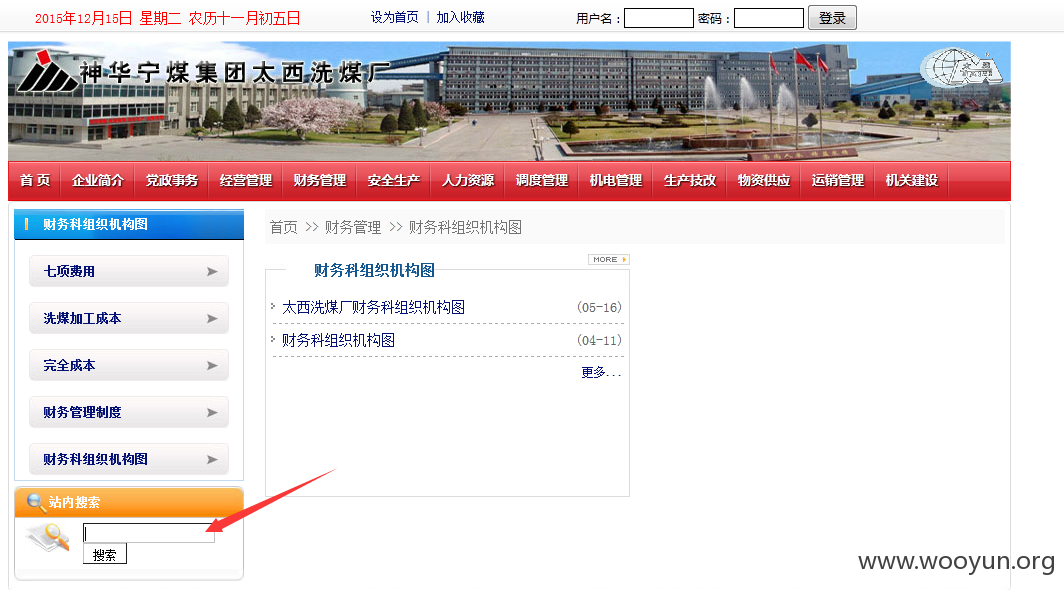 2015年12月15日 星期二 农历十一月初五日 设为首页 | 加入收藏 用户名： 密码： 登录
神华宁煤集团太西洗煤厂
首页 企业简介 党政事务 经营管理 财务管理 安全生产 人力资源 调度管理 机电管理 生产技改 物资供应 运销管理 机关建设
财务科组织机构图
七项费用
洗煤加工成本
完全成本
财务管理制度
财务科组织机构图
站内搜索
搜索
首页 >> 财务管理 >> 财务科组织机构图
MORE
财务科组织机构图
太西洗煤厂财务科组织机构图 (05-16)
财务科组织机构图 (04-11)
更多...
www.wooyun.org